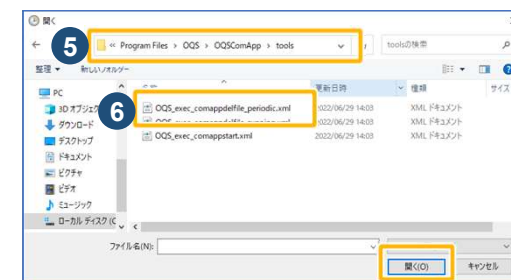 開く
5
« Program Files › OQS › OQSComApp › tools
toolsの検索
整理 新しいフォルダー
更新日時 種類 サイズ
PC
3D オブジェク
ダウンロード
デスクトップ
ドキュメント
ピクチャ
ビデオ
ミュージック
ローカル ディスク (C
6
OQS_exec_comappdelfile_periodic.xml 2022/06/29 14:03 XML ドキュメント
2022/06/29 14:03 XML ドキュメント
OQS_exec_comappstart.xml 2022/06/29 14:03 XML ドキュメント
ファイル名(N):
開く(O) キャンセル